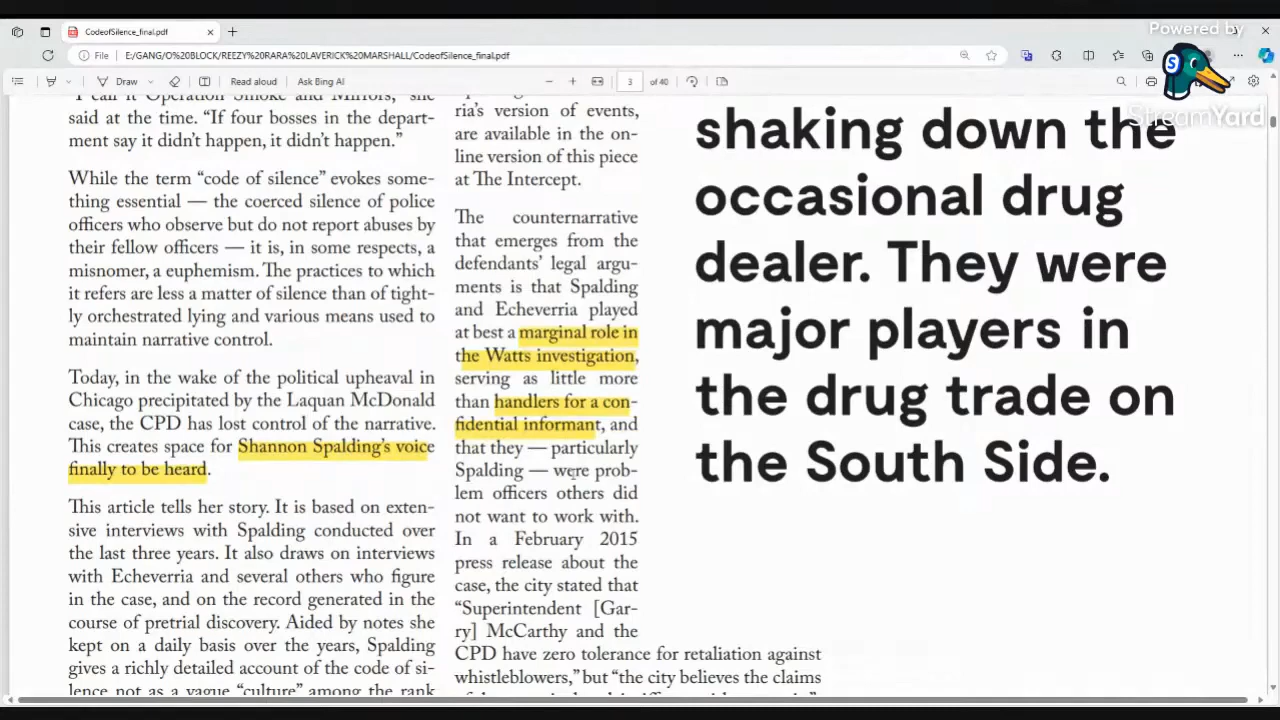 CodeofSilence_final.pdf
Powered by
File
E:/GANG/O%20BLOCK/REEZY%20RARA%20LAVERICK%20MARSHALL/CodeofSilence_final.pdf
Draw
Read aloud
Ask Bing AI
3
of 40
StreamYard
"I call it Operation Smoke and Mirrors," she
said at the time. “If four bosses in the depart-
ment say it didn’t happen, it didn’t happen.”
While the term “code of silence” evokes some-
thing essential — the coerced silence of police
officers who observe but do not report abuses by
their fellow officers — it is, in some respects, a
misnomer, a euphemism. The practices to which
it refers are less a matter of silence than of tight-
ly orchestrated lying and various means used to
maintain narrative control.
Today, in the wake of the political upheaval in
Chicago precipitated by the Laquan McDonald
case, the CPD has lost control of the narrative.
This creates space for Shannon Spalding’s voice
finally to be heard.
This article tells her story. It is based on exten-
sive interviews with Spalding conducted over
the last three years. It also draws on interviews
with Echeverria and several others who figure
in the case, and on the record generated in the
course of pretrial discovery. Aided by notes she
kept on a daily basis over the years, Spalding
gives a richly detailed account of the code of si-
lence not as a vague “culture” among the rank
ria’s version of events,
are available in the on-
line version of this piece
at The Intercept.
The counternarrative
that emerges from the
defendants’ legal argu-
ments is that Spalding
and Echeverria played
at best a marginal role in
the Watts investigation,
serving as little more
than handlers for a con-
fidential informant, and
that they — particularly
Spalding — were prob-
lem officers others did
not want to work with.
In a February 2015
press release about the
case, the city stated that
“Superintendent [Gar-
ry] McCarthy and the
CPD have zero tolerance for retaliation against
whistleblowers,” but “the city believes the claims
shaking down the
occasional drug
dealer. They were
major players in
the drug trade on
the South Side.